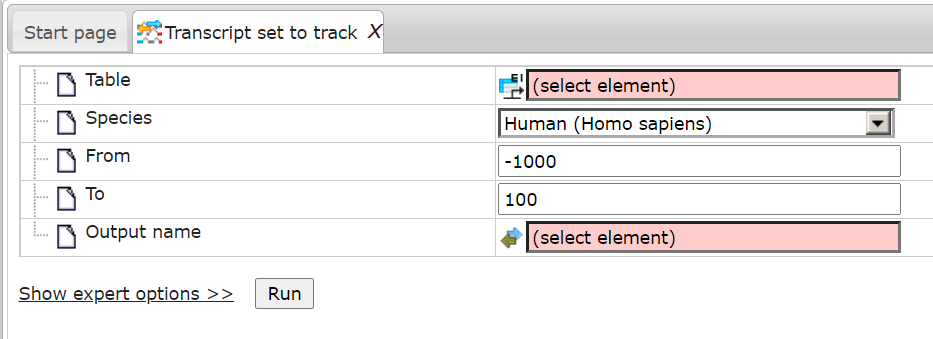 Start page
Transcript set to track X
Table
EI
(select element)
Species
Human (Homo sapiens)
From
-1000
To
100
Output name
(select element)
Show expert options >>
Run